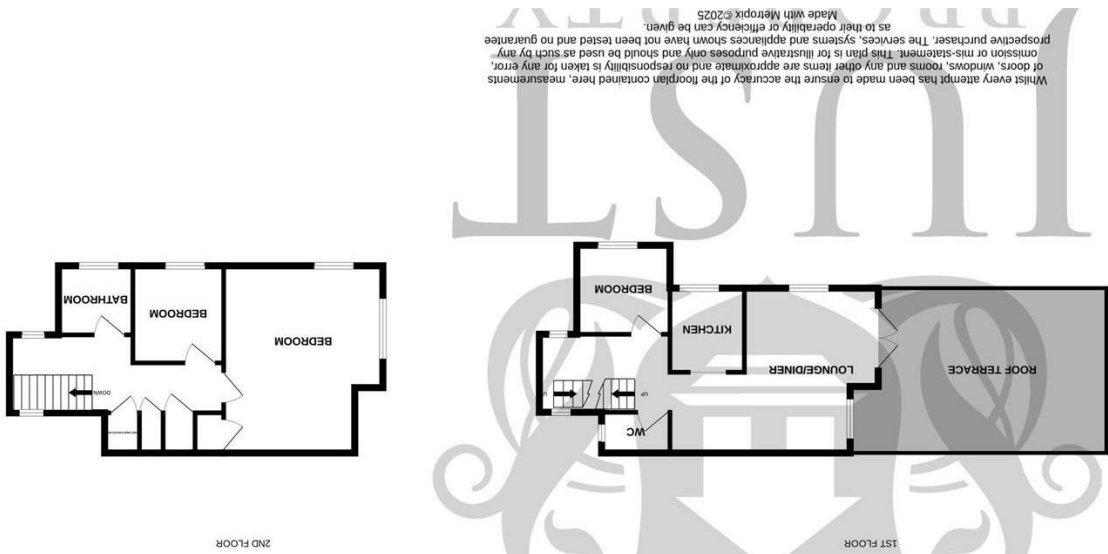 1ST FLOOR
2ND FLOOR
WC
UP
LOUNGE/DINER
ROOF TERRACE
KITCHEN
BEDROOM
DOWN
BEDROOM
BEDROOM
BATHROOM
JUST
Whilst every attempt has been made to ensure the accuracy of the floorplan contained here, measurements
of doors, windows, rooms and any other items are approximate and no responsibility is taken for any error,
omission or mis-statement. This plan is for illustrative purposes only and should be used as such by any
prospective purchaser. The services, systems and appliances shown have not been tested and no guarantee
as to their operability or efficiency can be given.
Made with Metropix ©2025